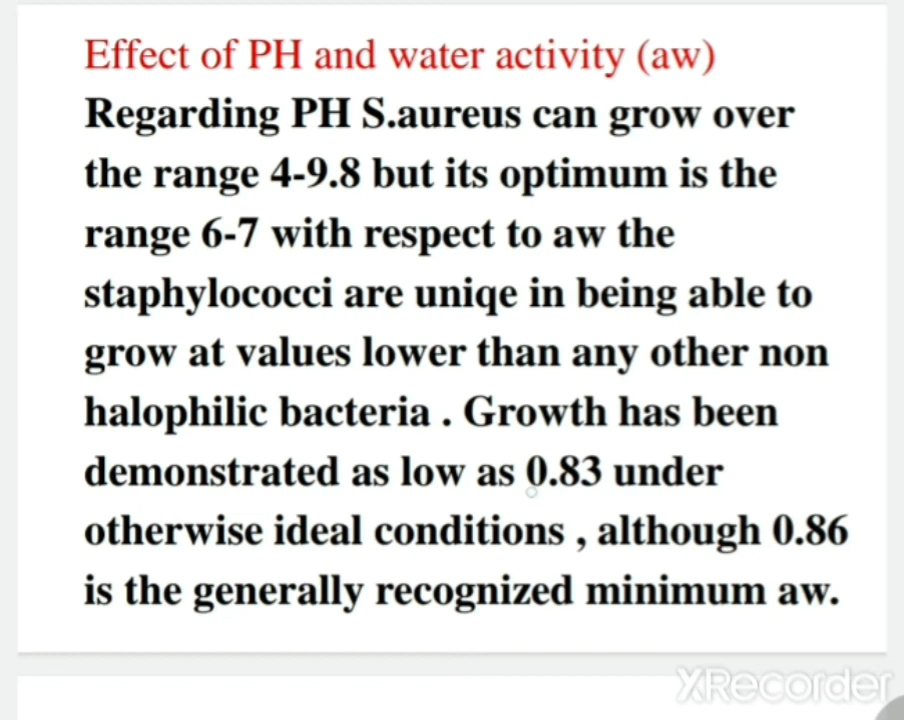 Effect of PH and water activity (aw)
Regarding PH S.aureus can grow over
the range 4-9.8 but its optimum is the
range 6-7 with respect to aw the
staphylococci are uniqe in being able to
grow at values lower than any other non
halophilic bacteria . Growth has been
demonstrated as low as 0.83 under
otherwise ideal conditions , although 0.86
is the generally recognized minimum aw.
XRecorder